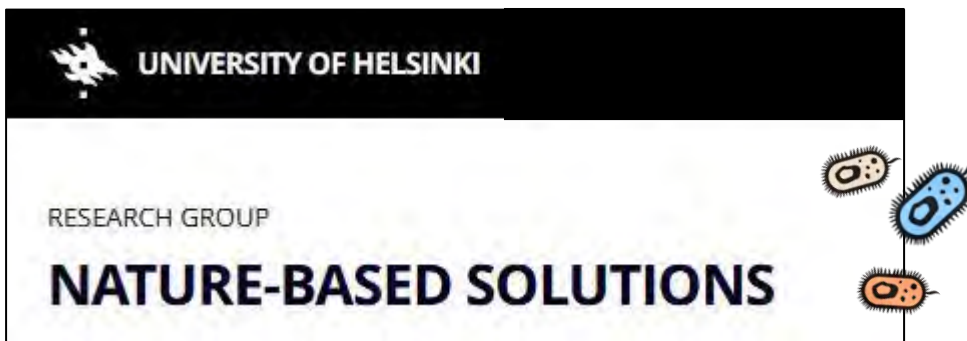 UNIVERSITY OF HELSINKI
RESEARCH GROUP
NATURE-BASED SOLUTIONS